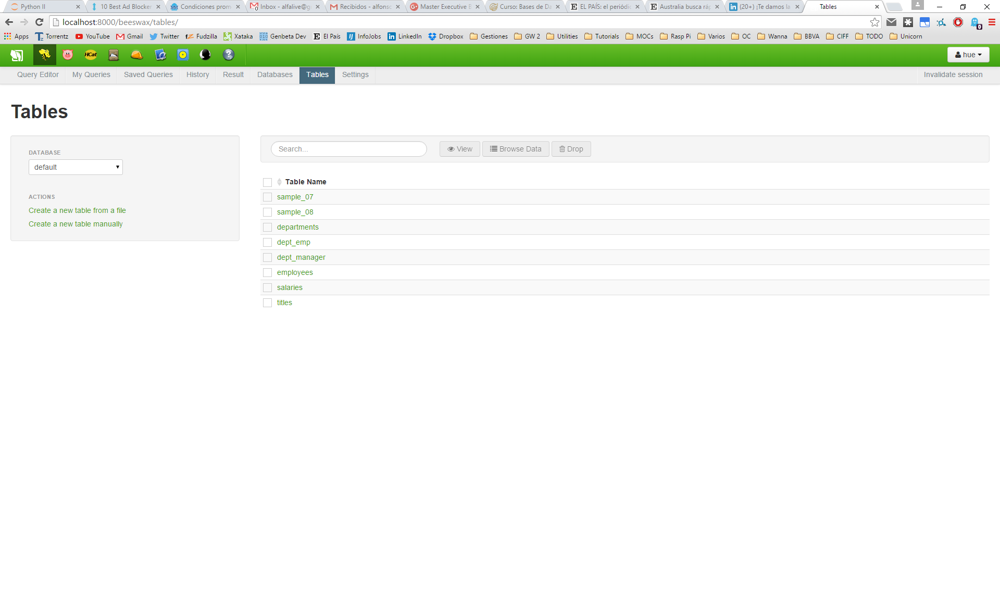 Python II
10 Best Ad Blocker
Condiciones prom
Inbox - alfalive@g
Recibidos - alfonsc
Master Executive B
Curso: Bases de Da
EL PAÍS: el periódic
Australia busca ráp
(20+) ¡Te damos la
Tables
localhost:8000/beeswax/tables/
Apps Torrentz YouTube Gmail Twitter Fudzilla Xataka Genbeta Dev El País InfoJobs LinkedIn Dropbox Gestiones GW 2 Utilities Tutorials MOCs Rasp Pi Varios OC Wanna BBVA CIFF TODO Unicorn
HCat
hue
Query Editor My Queries Saved Queries History Result Databases Tables Settings Invalidate session
Tables
DATABASE
default
ACTIONS
Create a new table from a file
Create a new table manually
Search...
View
Browse Data
Drop
Table Name
sample_07
sample_08
departments
dept_emp
dept_manager
employees
salaries
titles